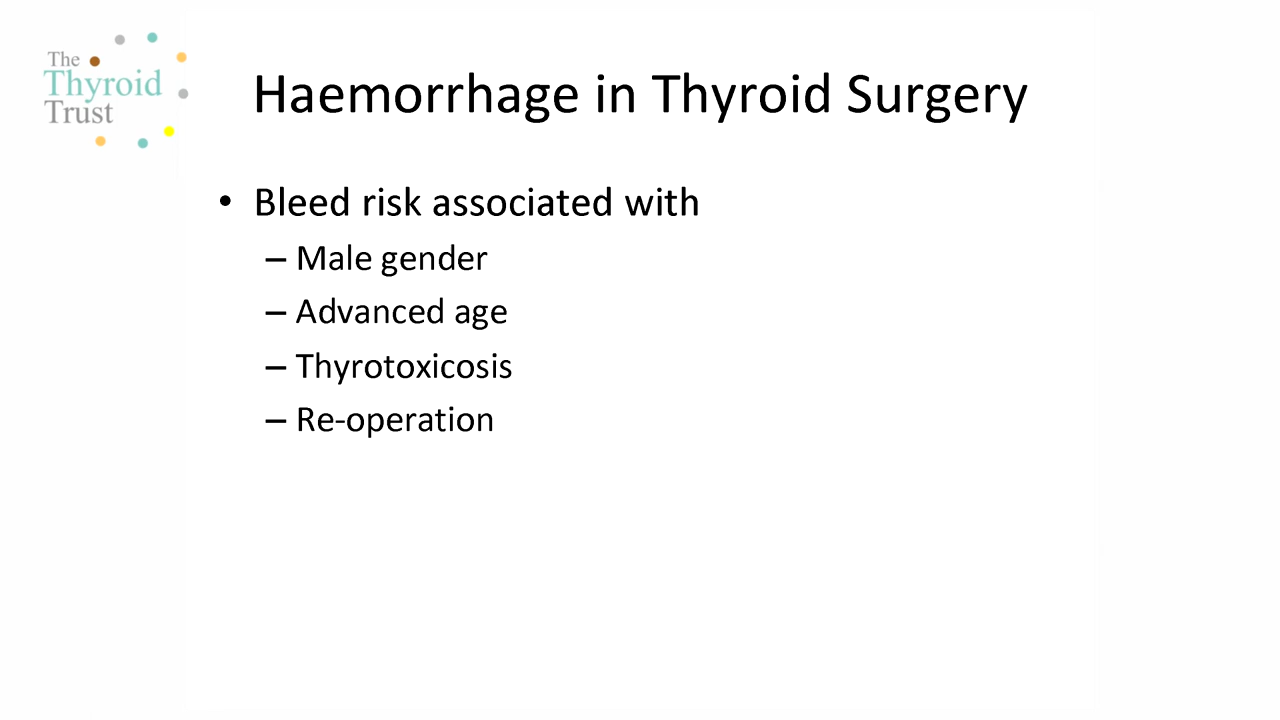 The
Thyroid
Trust
Haemorrhage in Thyroid Surgery
• Bleed risk associated with
– Male gender
– Advanced age
– Thyrotoxicosis
– Re-operation